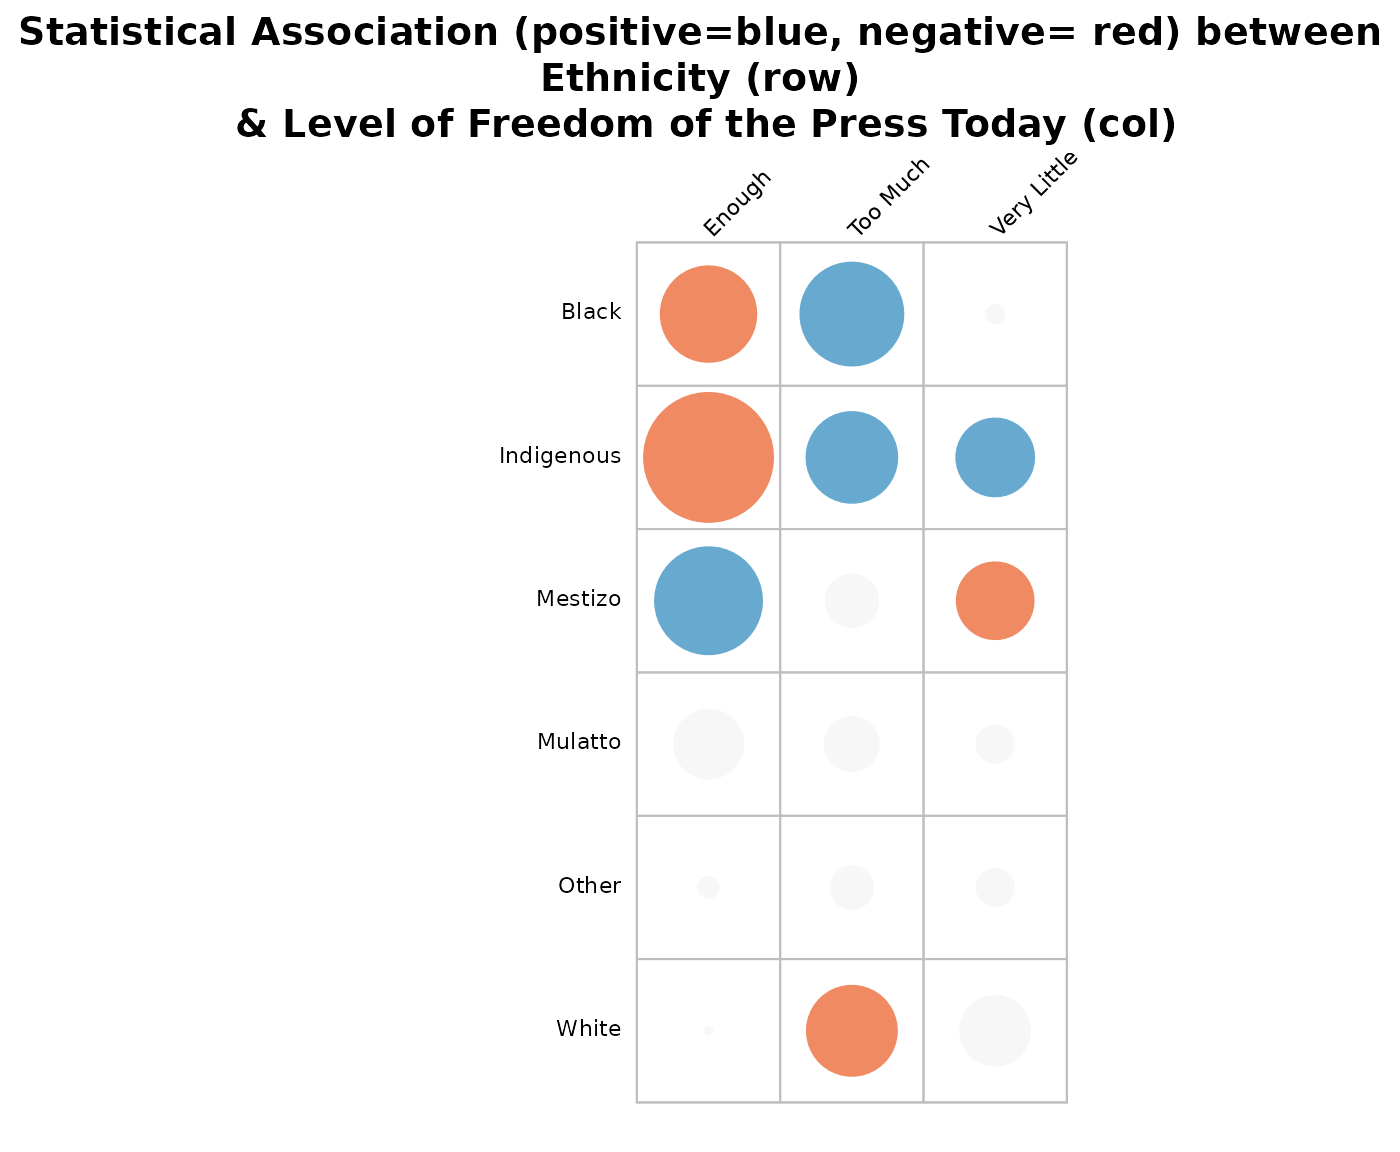 Statistical Association (positive=blue, negative= red) between
Ethnicity (row)
& Level of Freedom of the Press Today (col)
Enough
Too Much
Very Little
Black
Indigenous
Mestizo
Mulatto
Other
White